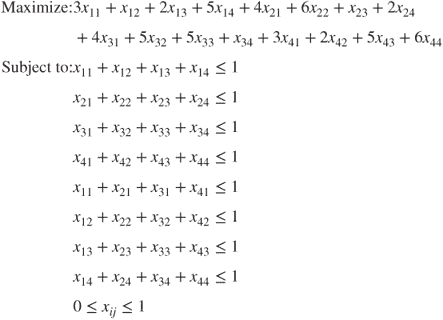 Maximize:3x₁₁ + x₁₂ + 2x₁₃ + 5x₁₄ + 4x₂₁ + 6x₂₂ + x₂₃ + 2x₂₄
+ 4x₃₁ + 5x₃₂ + 5x₃₃ + x₃₄ + 3x₄₁ + 2x₄₂ + 5x₄₃ + 6x₄₄
Subject to:x₁₁ + x₁₂ + x₁₃ + x₁₄ ≤ 1
x₂₁ + x₂₂ + x₂₃ + x₂₄ ≤ 1
x₃₁ + x₃₂ + x₃₃ + x₃₄ ≤ 1
x₄₁ + x₄₂ + x₄₃ + x₄₄ ≤ 1
x₁₁ + x₂₁ + x₃₁ + x₄₁ ≤ 1
x₁₂ + x₂₂ + x₃₂ + x₄₂ ≤ 1
x₁₃ + x₂₃ + x₃₃ + x₄₃ ≤ 1
x₁₄ + x₂₄ + x₃₄ + x₄₄ ≤ 1
0 ≤ xᵢⱼ ≤ 1